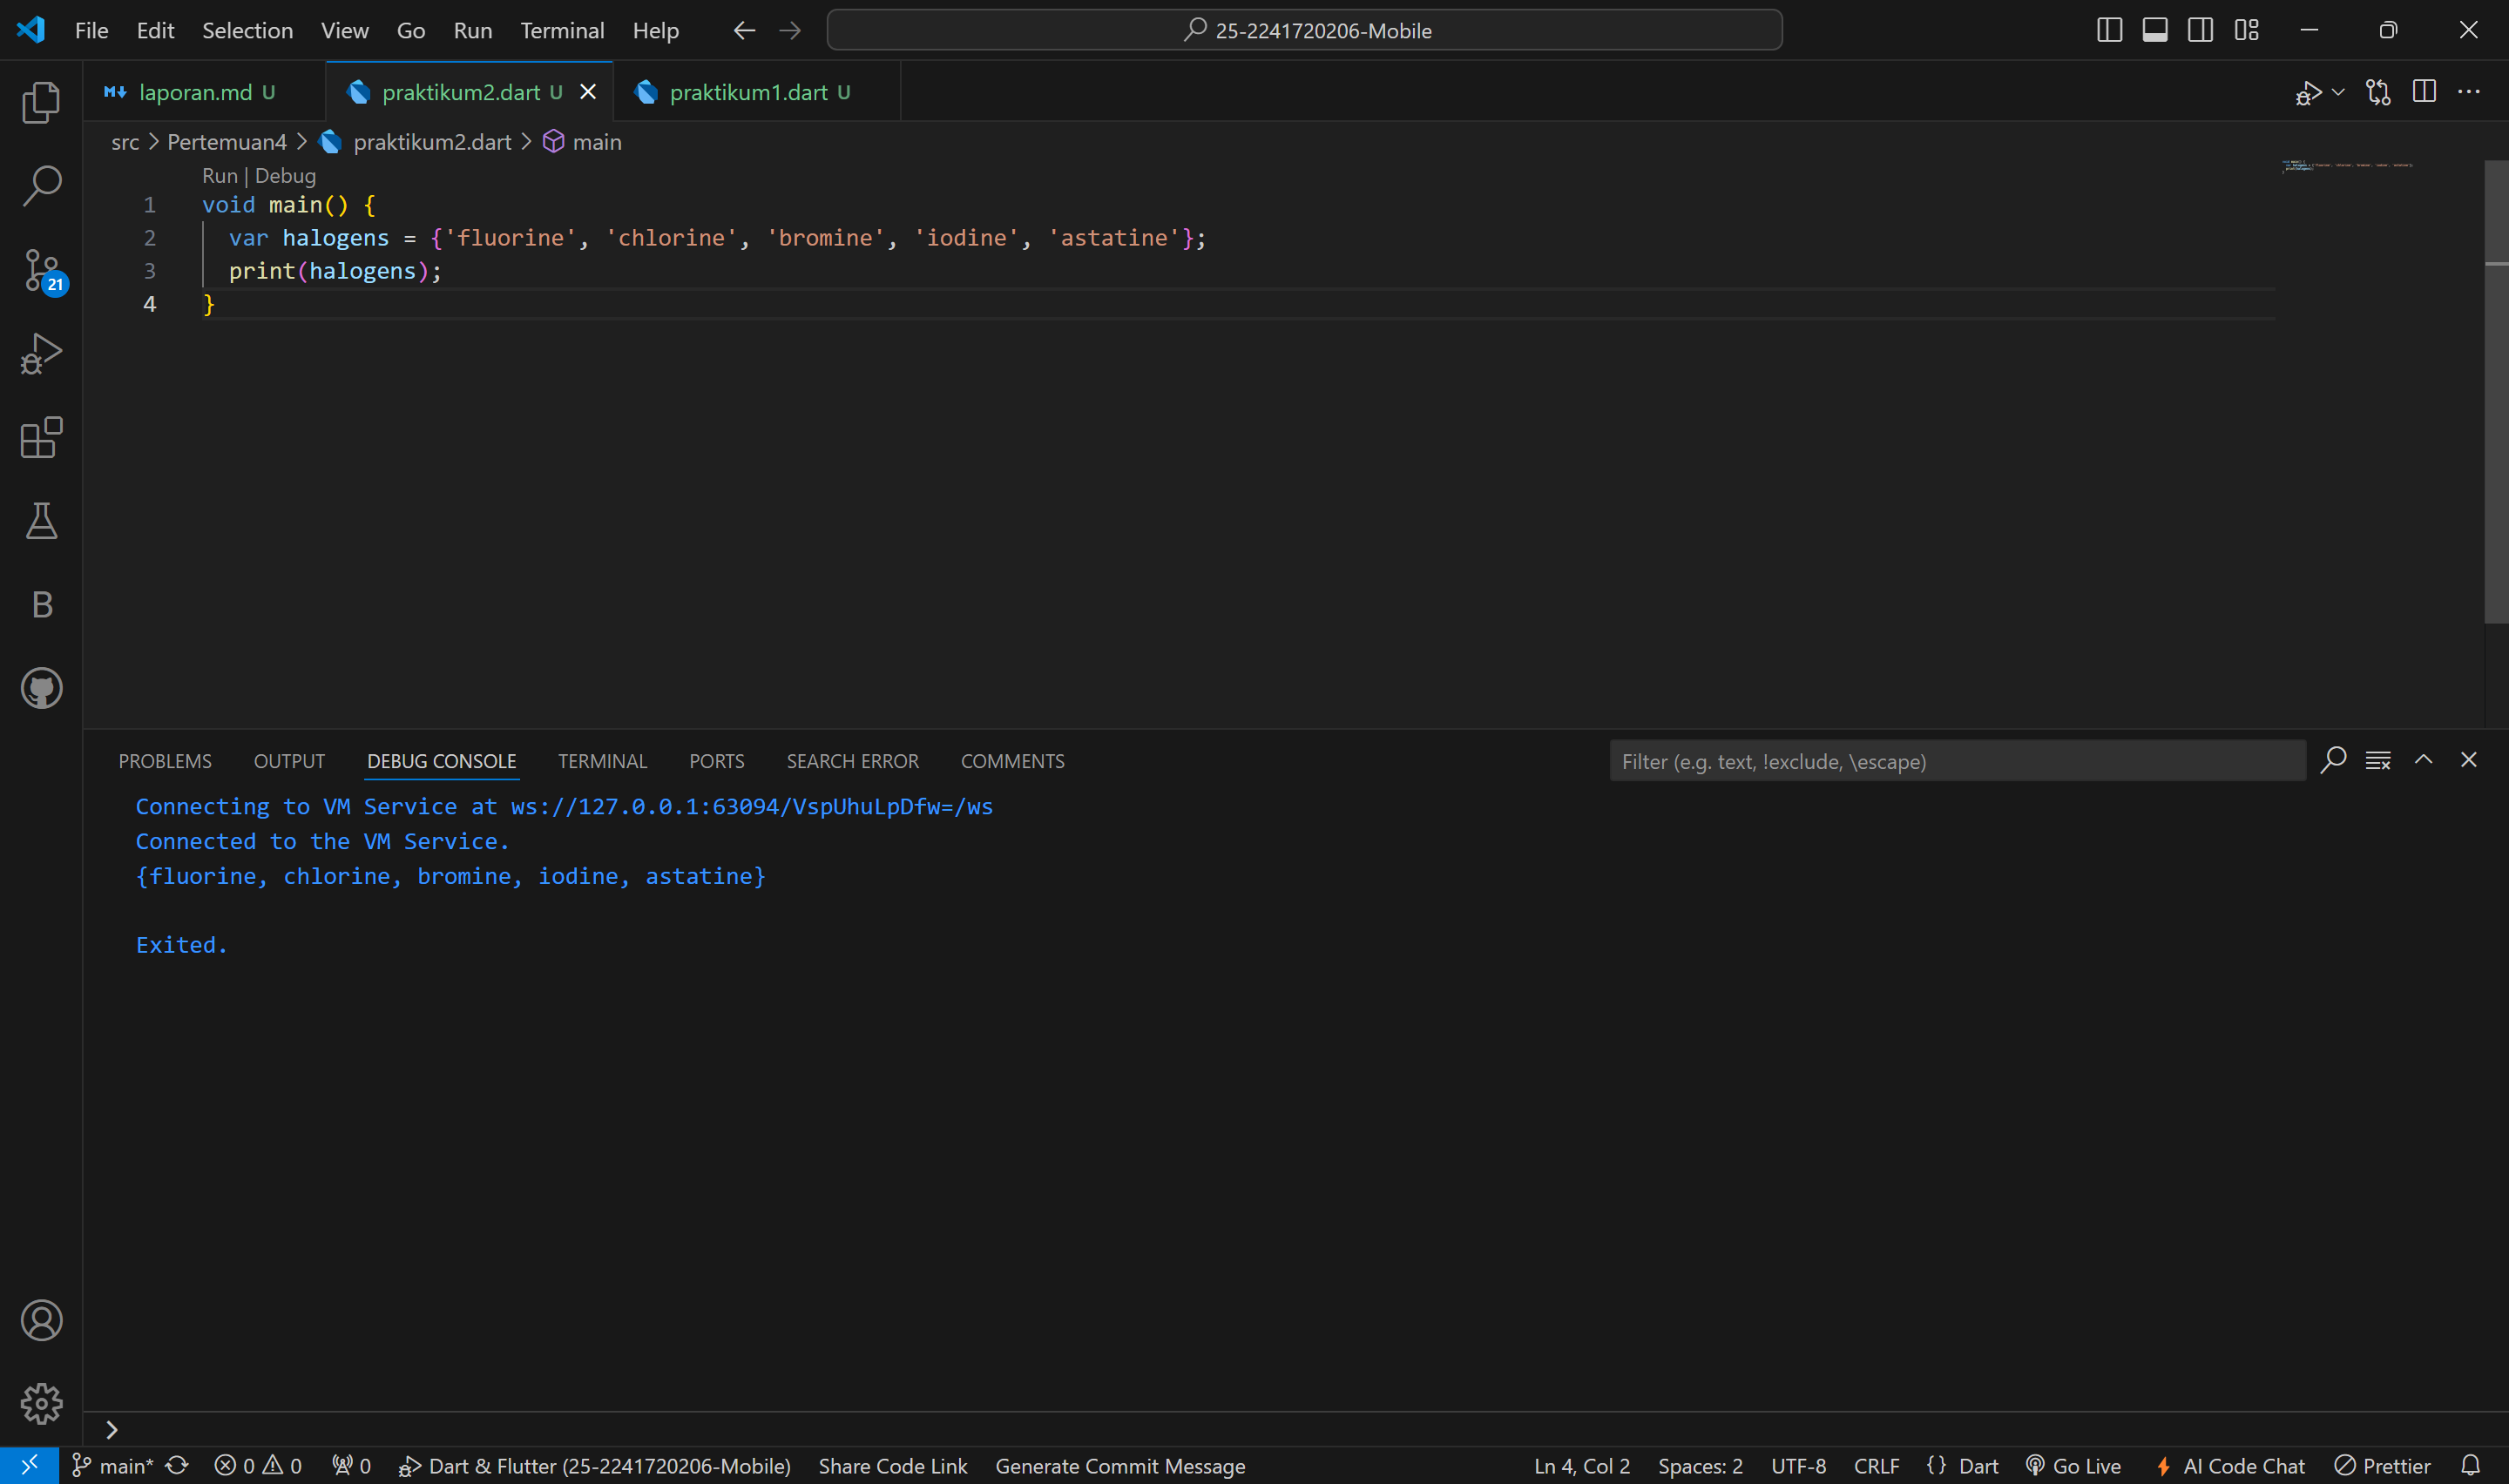 File Edit Selection View Go Run Terminal Help 25-2241720206-Mobile
laporan.md U praktikum2.dart U praktikum1.dart U
src > Pertemuan4 > praktikum2.dart > main
Run | Debug
1 void main() {
2 var halogens = {'fluorine', 'chlorine', 'bromine', 'iodine', 'astatine'};
3 print(halogens);
4 }
21
B
PROBLEMS OUTPUT DEBUG CONSOLE TERMINAL PORTS SEARCH ERROR COMMENTS Filter (e.g. text, !exclude, \escape)
Connecting to VM Service at ws://127.0.0.1:63094/VspUhuLpDfw=/ws
Connected to the VM Service.
{fluorine, chlorine, bromine, iodine, astatine}
Exited.
main* 0 0 0 Dart & Flutter (25-2241720206-Mobile) Share Code Link Generate Commit Message Ln 4, Col 2 Spaces: 2 UTF-8 CRLF {} Dart Go Live AI Code Chat Prettier